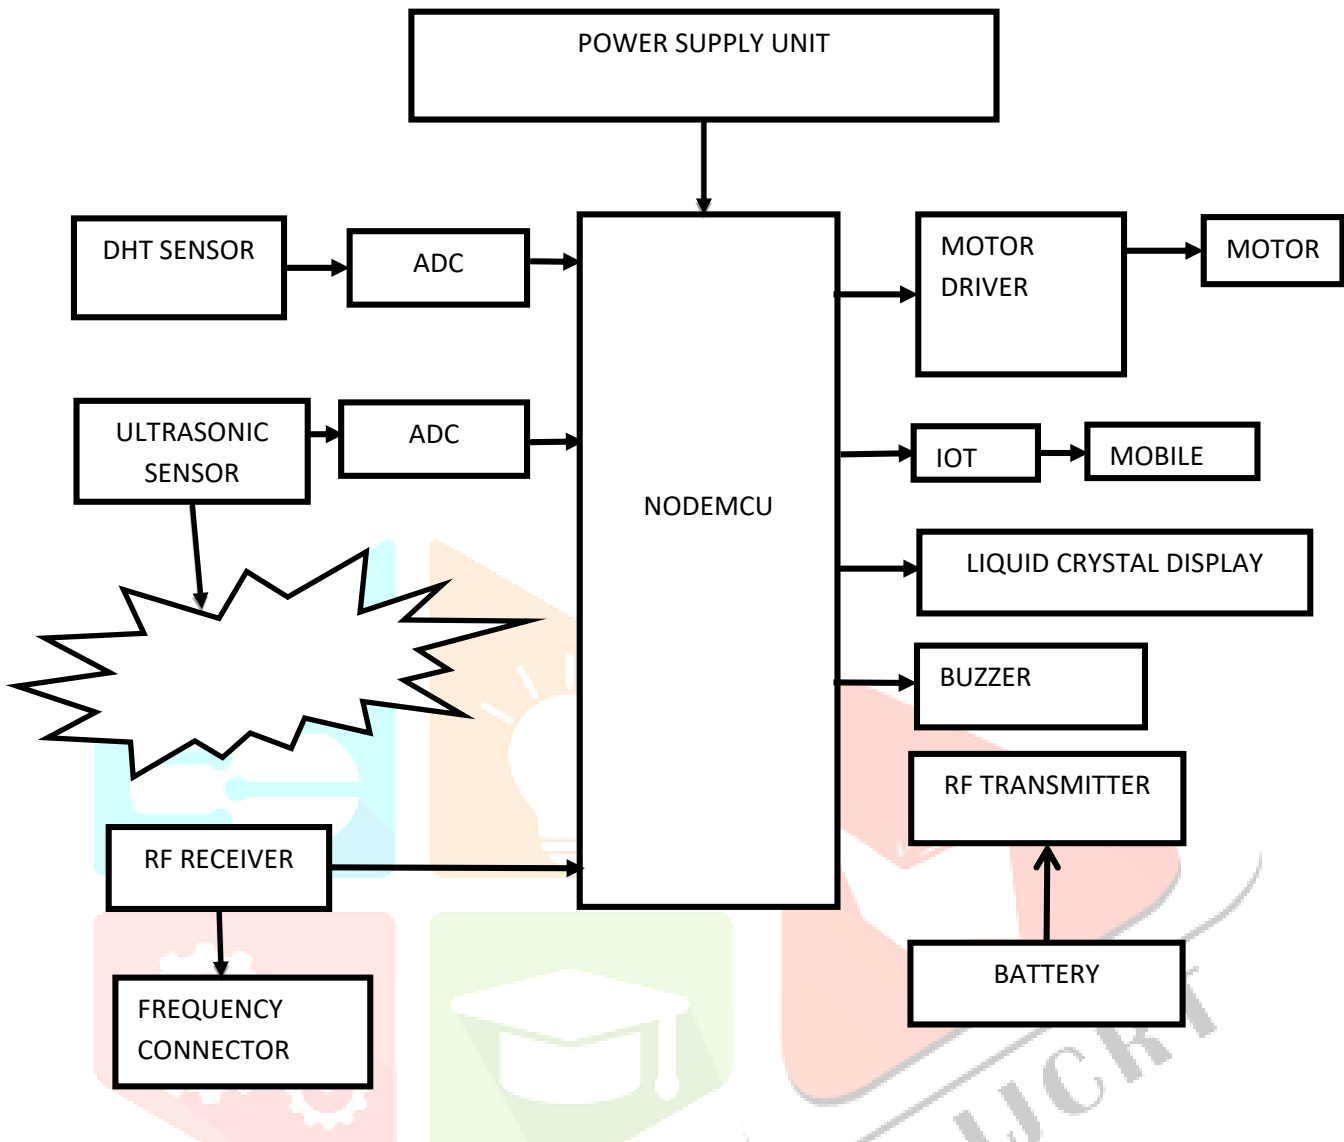 POWER SUPPLY UNIT
DHT SENSOR
ADC
MOTOR
DRIVER
MOTOR
ULTRASONIC
SENSOR
ADC
IOT
MOBILE
NODEMCU
LIQUID CRYSTAL DISPLAY
BUZZER
RF TRANSMITTER
RF RECEIVER
BATTERY
FREQUENCY
CONNECTOR
IJCRT